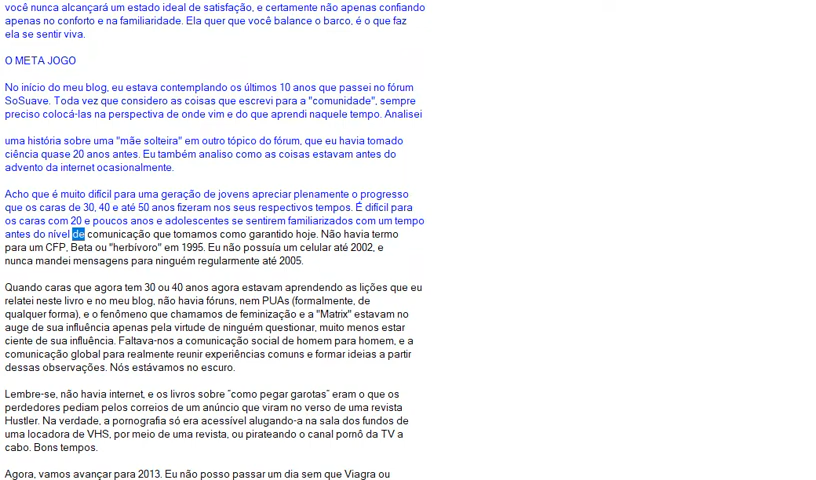 você nunca alcançará um estado ideal de satisfação, e certamente não apenas confiando
apenas no conforto e na familiaridade. Ela quer que você balance o barco, é o que faz
ela se sentir viva.
O META JOGO
No início do meu blog, eu estava contemplando os últimos 10 anos que passei no fórum
SoSuave. Toda vez que considero as coisas que escrevi para a "comunidade", sempre
preciso colocá-las na perspectiva de onde vim e do que aprendi naquele tempo. Analisei
uma história sobre uma "mãe solteira" em outro tópico do fórum, que eu havia tomado
ciência quase 20 anos antes. Eu também analiso como as coisas estavam antes do
advento da internet ocasionalmente.
Acho que é muito difícil para uma geração de jovens apreciar plenamente o progresso
que os caras de 30, 40 e até 50 anos fizeram nos seus respectivos tempos. É difícil para
os caras com 20 e poucos anos e adolescentes se sentirem familiarizados com um tempo
antes do nível de comunicação que tomamos como garantido hoje. Não havia termo
para um CFP, Beta ou "herbívoro" em 1995. Eu não possuía um celular até 2002, e
nunca mandei mensagens para ninguém regularmente até 2005.
Quando caras que agora tem 30 ou 40 anos agora estavam aprendendo as lições que eu
relatei neste livro e no meu blog, não havia fóruns, nem PUAs (formalmente, de
qualquer forma), e o fenômeno que chamamos de feminização e a "Matrix" estavam no
auge de sua influência apenas pela virtude de ninguém questionar, muito menos estar
ciente de sua influência. Faltava-nos a comunicação social de homem para homem, e a
comunicação global para realmente reunir experiências comuns e formar ideias a partir
dessas observações. Nós estávamos no escuro.
Lembre-se, não havia internet, e os livros sobre “como pegar garotas” eram o que os
perdedores pediam pelos correios de um anúncio que viram no verso de uma revista
Hustler. Na verdade, a pornografia só era acessível alugando-a na sala dos fundos de
uma locadora de VHS, por meio de uma revista, ou pirateando o canal pornô da TV a
cabo. Bons tempos.
Agora, vamos avançar para 2013. Eu não posso passar um dia sem que Viagra ou